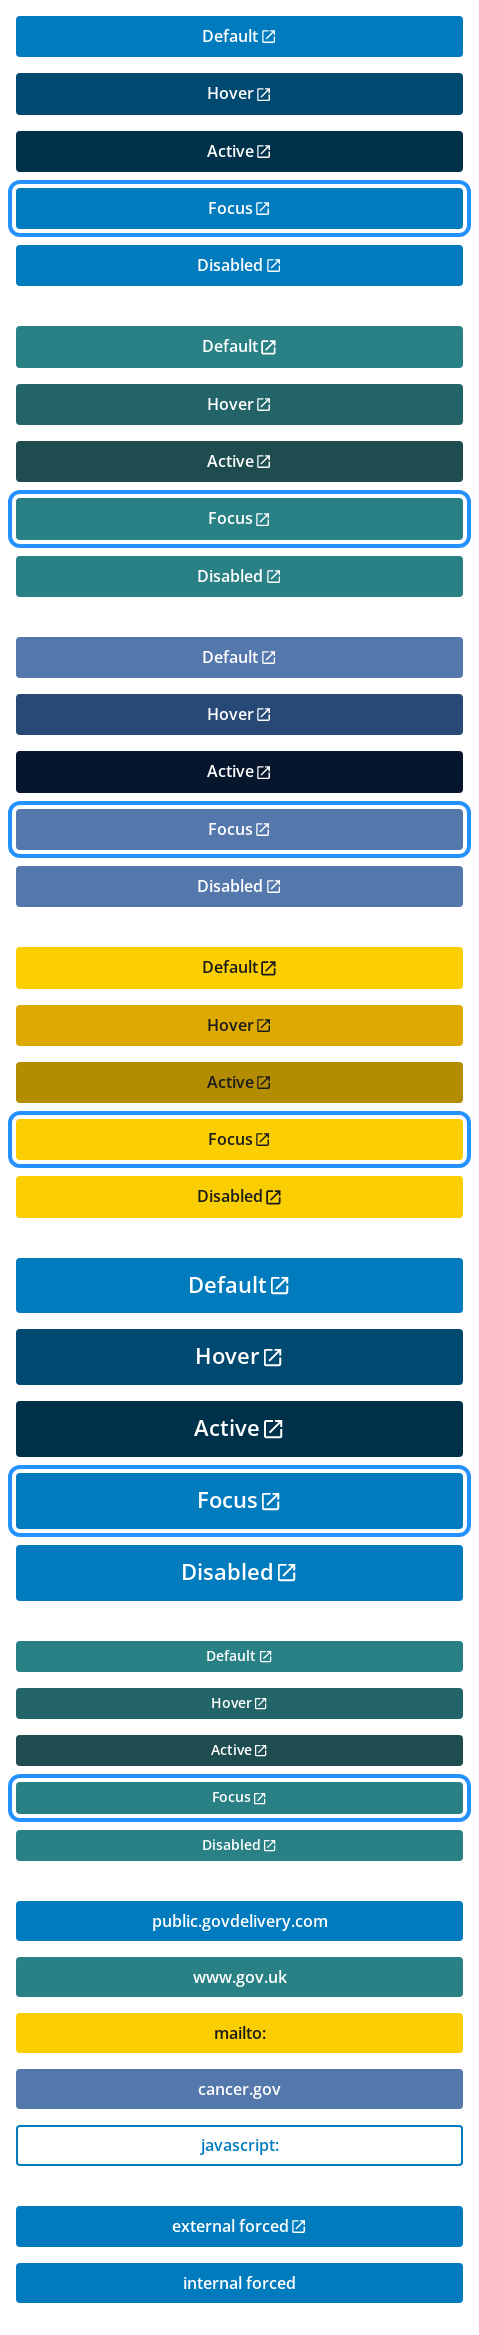 Default
Hover
Active
Focus
Disabled
Default
Hover
Active
Focus
Disabled
Default
Hover
Active
Focus
Disabled
Default
Hover
Active
Focus
Disabled
Default
Hover
Active
Focus
Disabled
Default
Hover
Active
Focus
Disabled
public.govdelivery.com
www.gov.uk
mailto:
cancer.gov
javascript:
external forced
internal forced